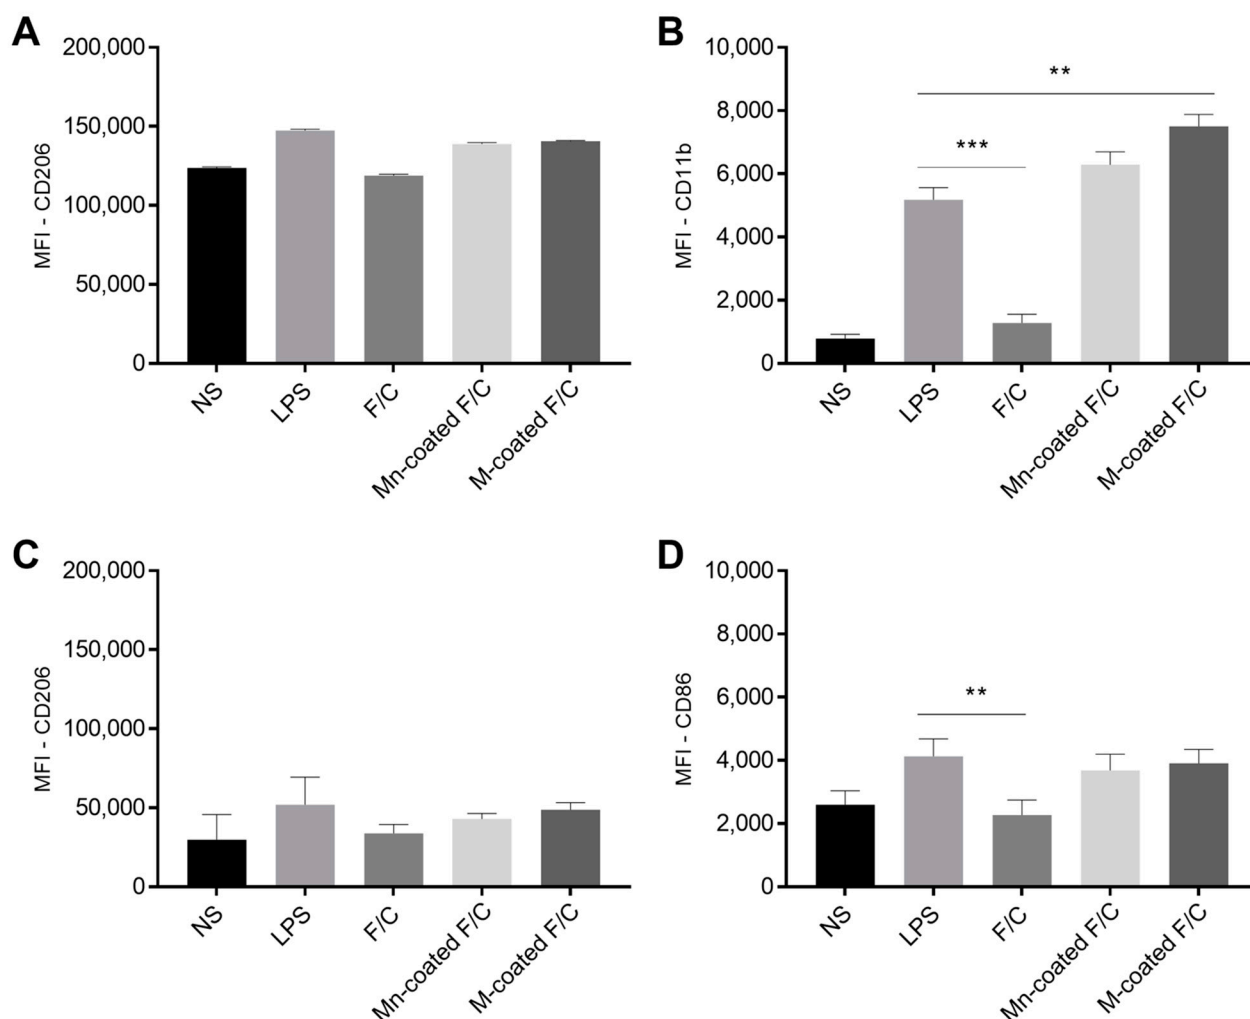 A
MFI - CD206
200,000
150,000
100,000
50,000
0
NS
LPS
F/C
Mn-coated F/C
M-coated F/C
B
MFI - CD11b
10,000
8,000
6,000
4,000
2,000
0
**
***
NS
LPS
F/C
Mn-coated F/C
M-coated F/C
C
MFI - CD206
200,000
150,000
100,000
50,000
0
NS
LPS
F/C
Mn-coated F/C
M-coated F/C
D
MFI - CD86
10,000
8,000
6,000
4,000
2,000
0
**
NS
LPS
F/C
Mn-coated F/C
M-coated F/C